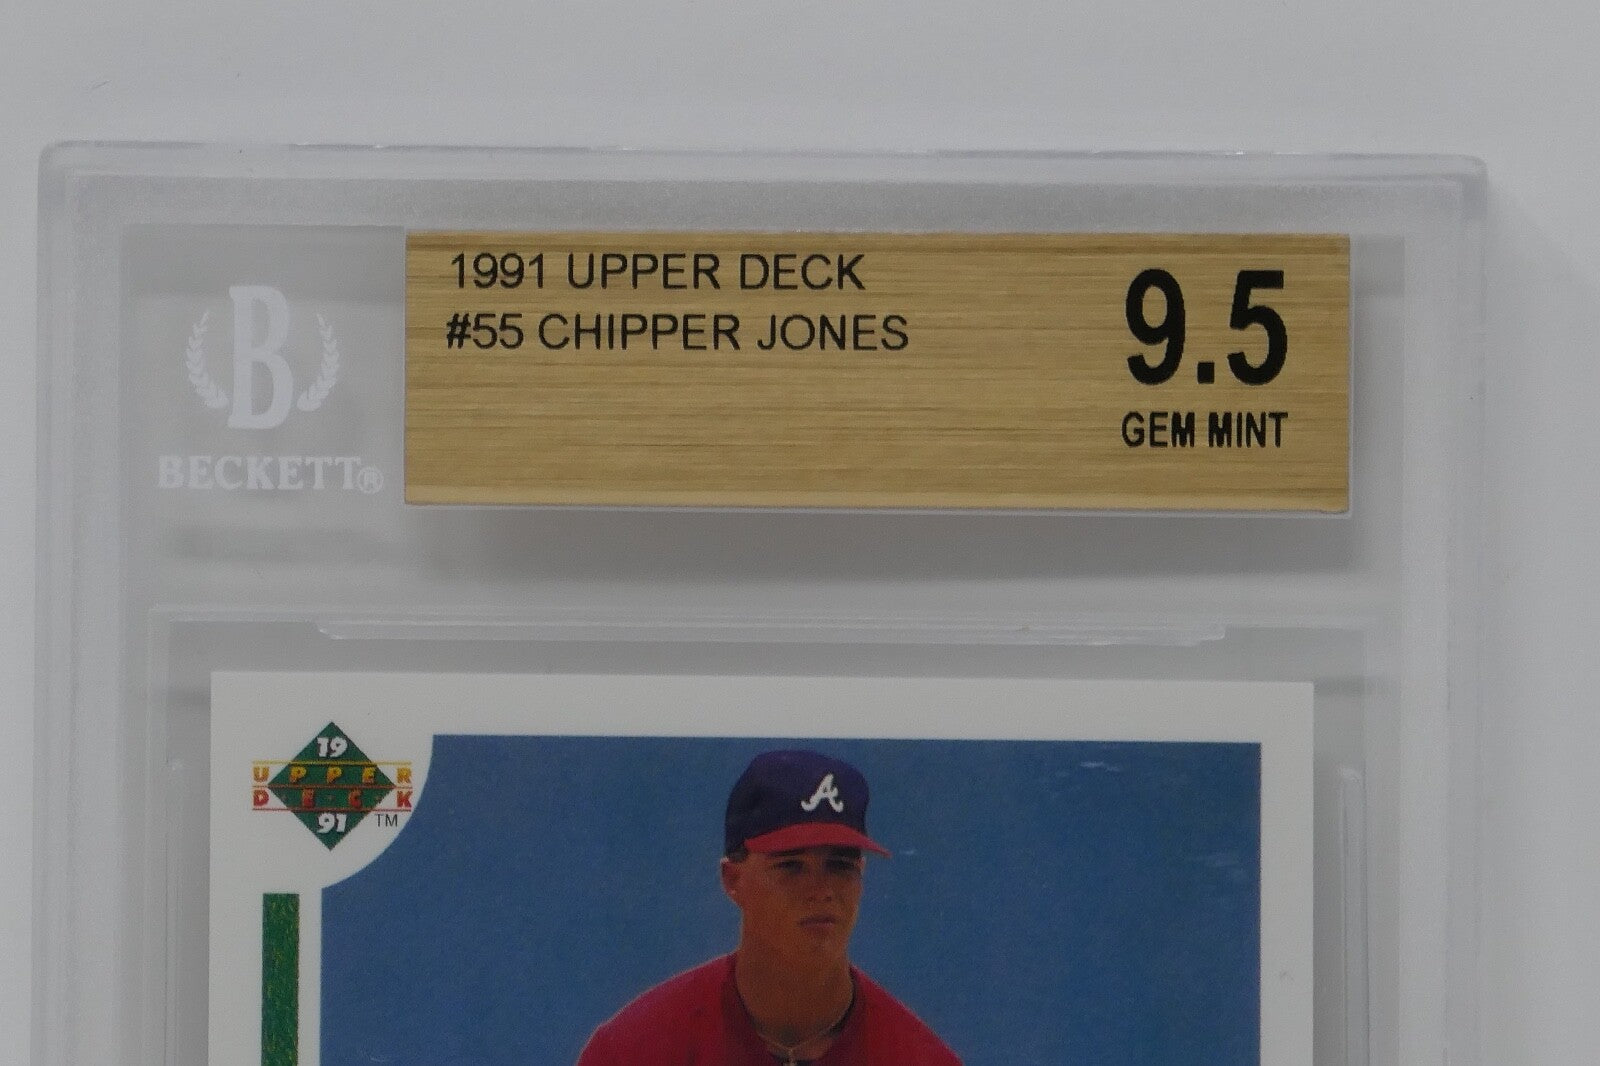 1991 UPPER DECK
#55 CHIPPER JONES
9.5
GEM MINT
B
BECKETT®
19
UPPER
DECK
91 TM
A